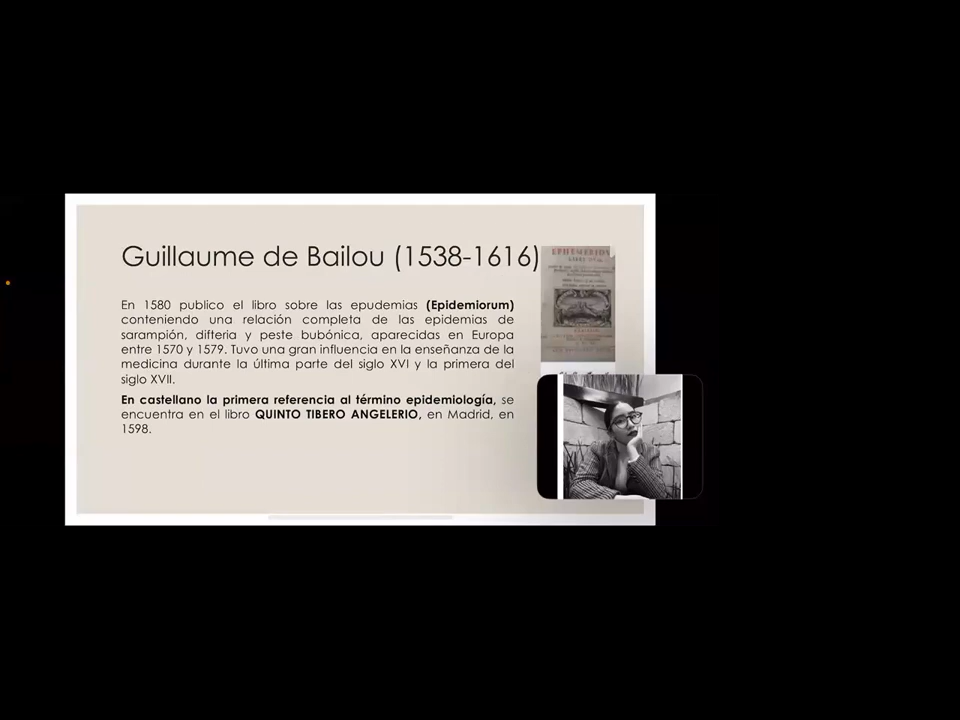 Guillaume de Bailou (1538-1616)
En 1580 publico el libro sobre las epudemias (Epidemiorum)
conteniendo una relación completa de las epidemias de
sarampión, difteria y peste bubónica, aparecidas en Europa
entre 1570 y 1579. Tuvo una gran influencia en la enseñanza de la
medicina durante la última parte del siglo XVI y la primera del
siglo XVII.
En castellano la primera referencia al término epidemiología, se
encuentra en el libro QUINTO TIBERO ANGELERIO, en Madrid, en
1598.